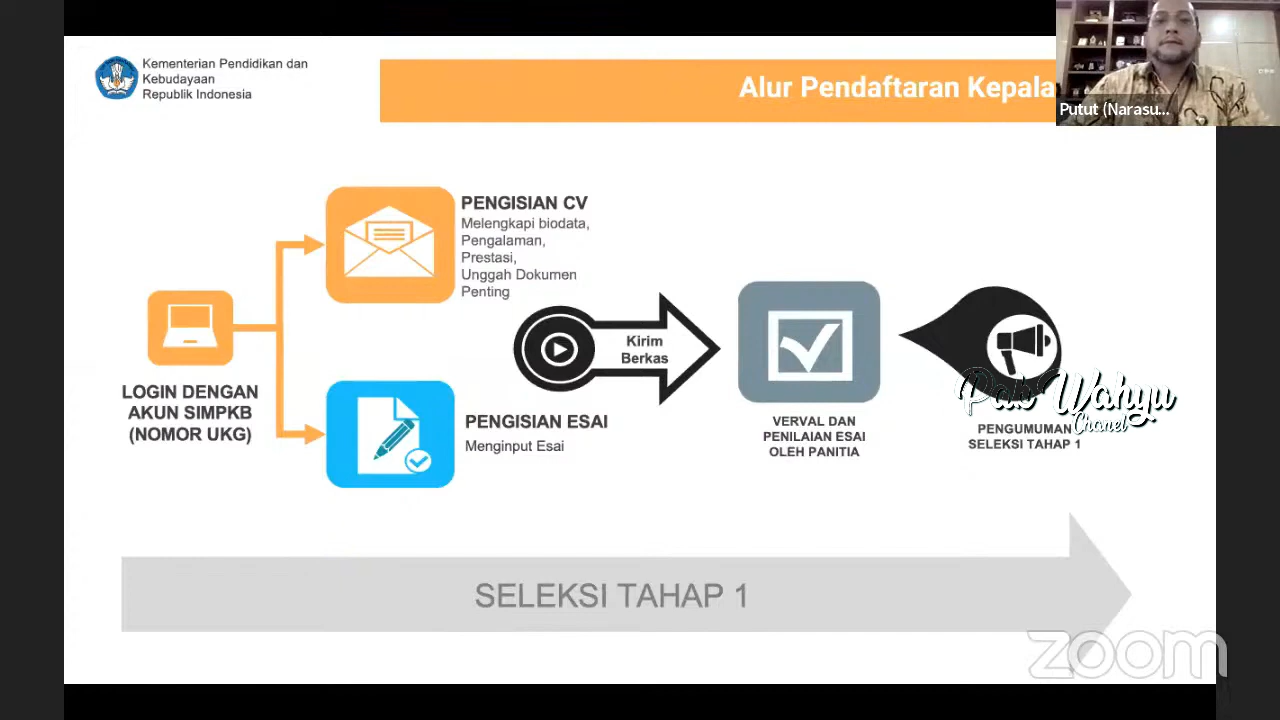 Kementerian Pendidikan dan
Kebudayaan
Republik Indonesia
Alur Pendaftaran Kepala
Putut (Narasu...
PENGISIAN CV
Melengkapi biodata,
Pengalaman,
Prestasi,
Unggah Dokumen
Penting
LOGIN DENGAN
AKUN SIMPKB
(NOMOR UKG)
Kirim
Berkas
PENGISIAN ESAI
Menginput Esai
VERVAL DAN
PENILAIAN ESAI
OLEH PANITIA
Pak Wahyu
Chanel
PENGUMUMAN
SELEKSI TAHAP 1
SELEKSI TAHAP 1
zoom